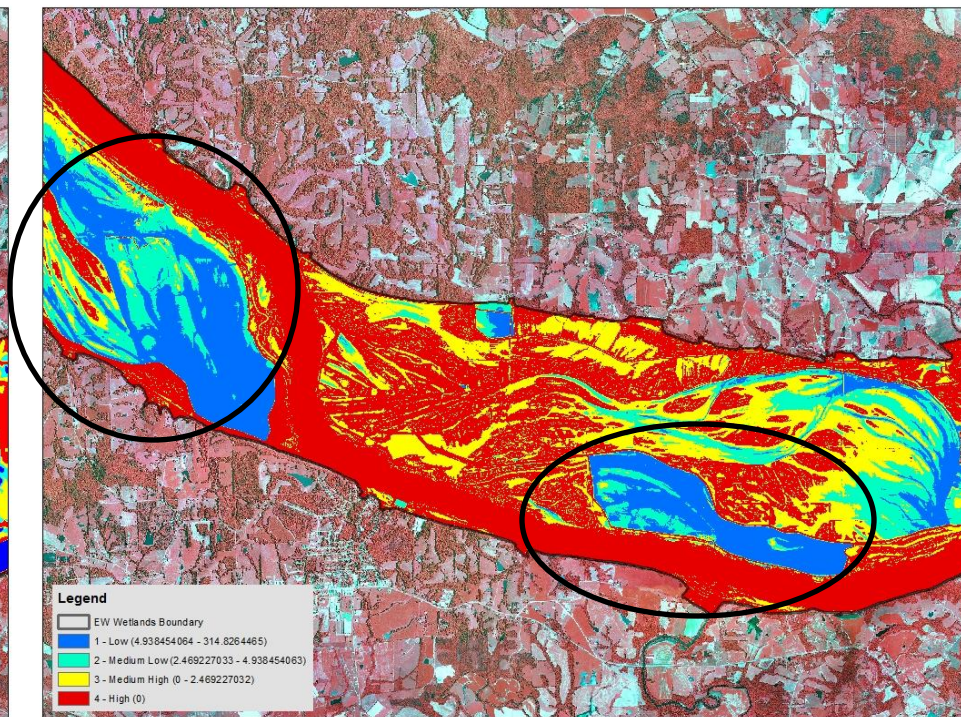 Legend
EW Wetlands Boundary
1 - Low (4.938454064 - 314.8264465)
2 - Medium Low (2.469227033 - 4.938454063)
3 - Medium High (0 - 2.469227032)
4 - High (0)